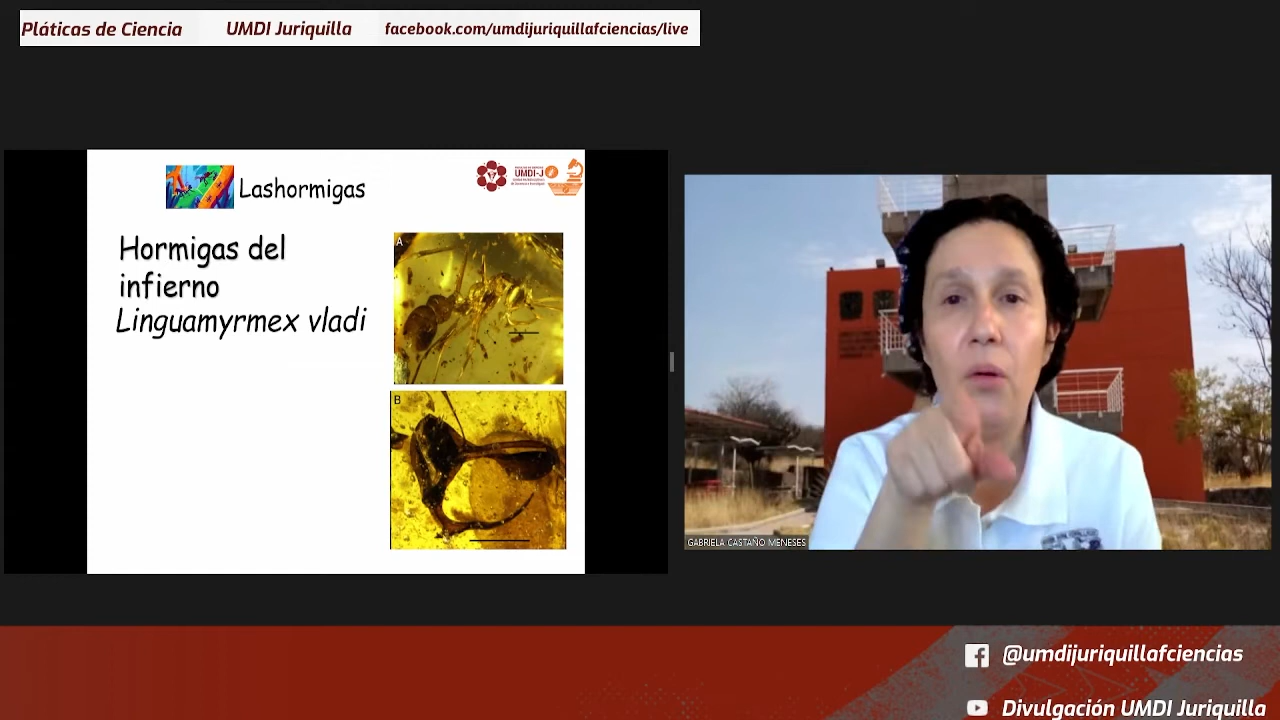 Pláticas de Ciencia UMDI Juriquilla facebook.com/umdijuriquillafciencias/live
Lashormigas
UMDI-J
Hormigas del
infierno
Linguamyrmex vladi
A
B
GABRIELA CASTAÑO MENESES
@umdijuriquillafciencias
Divulgación UMDI Juriquilla